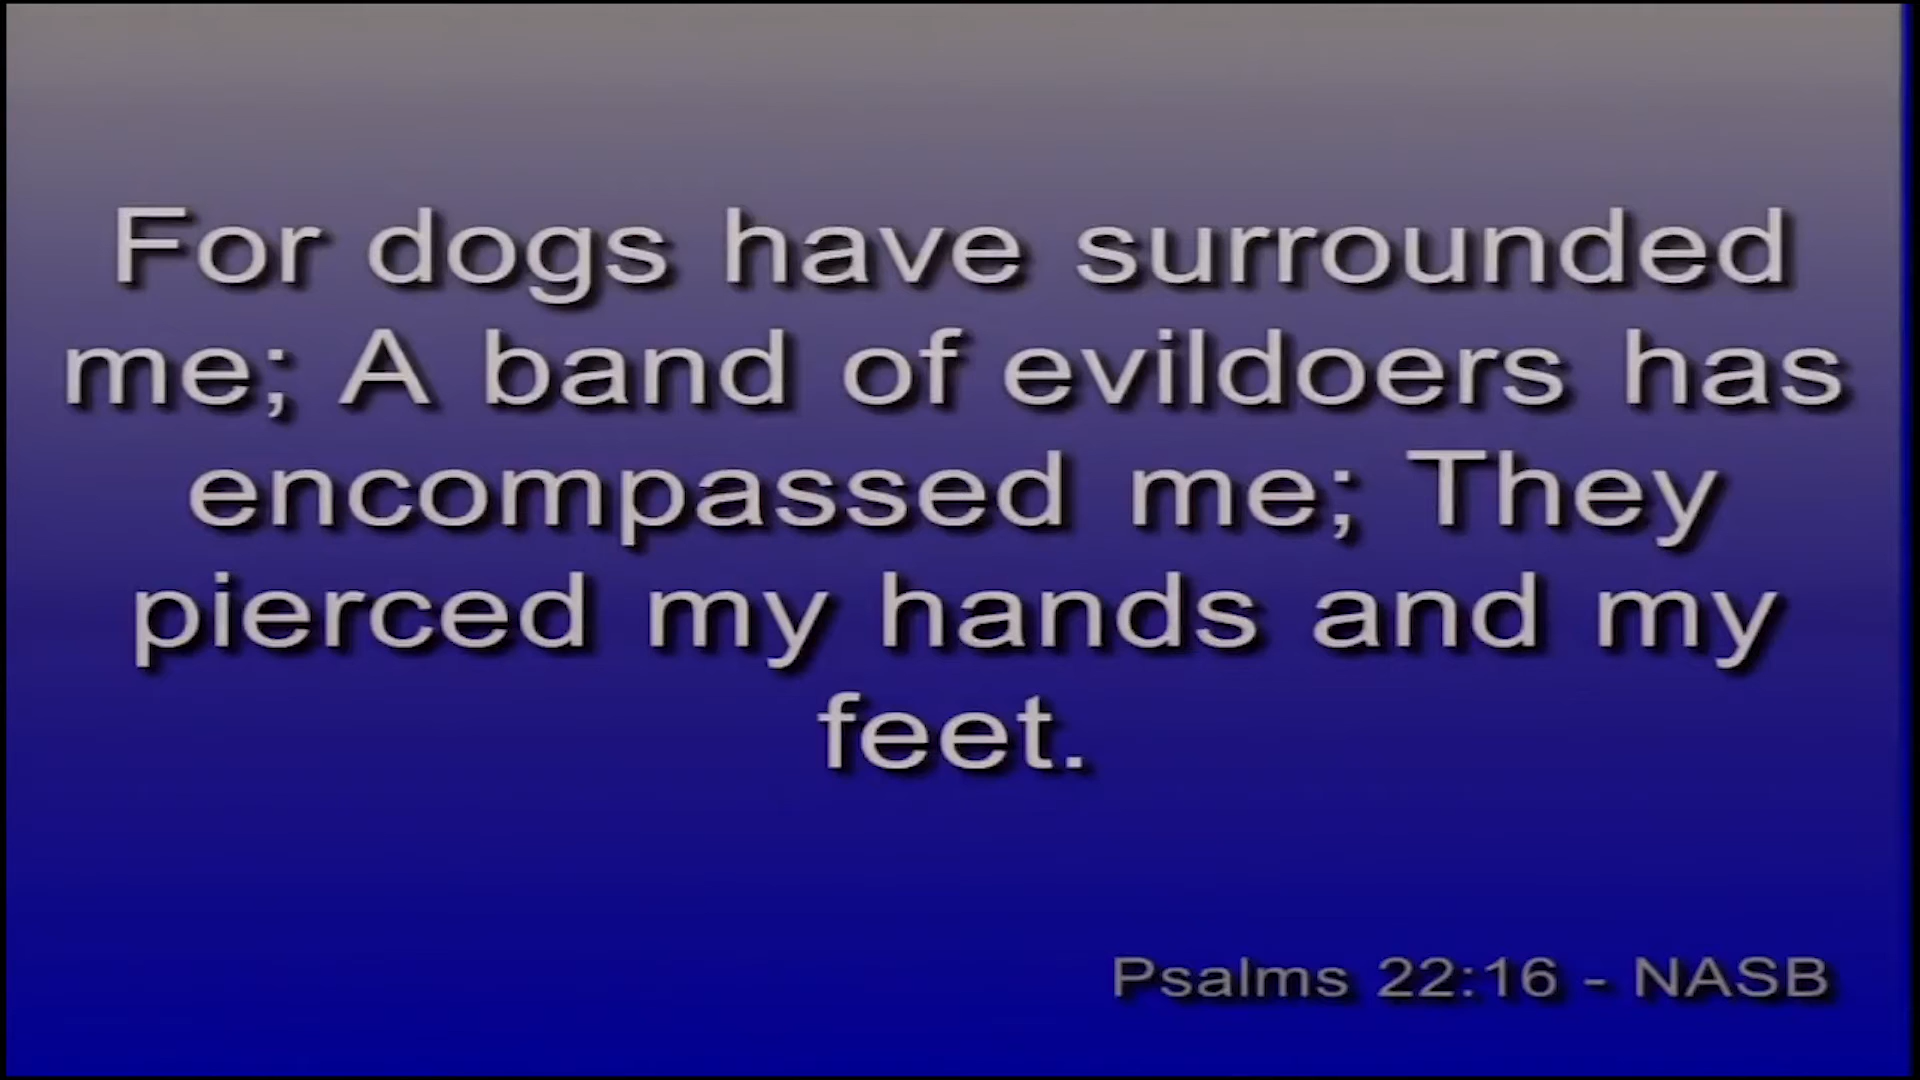 For dogs have surrounded
me; A band of evildoers has
encompassed me; They
pierced my hands and my
feet.
Psalms 22:16 - NASB